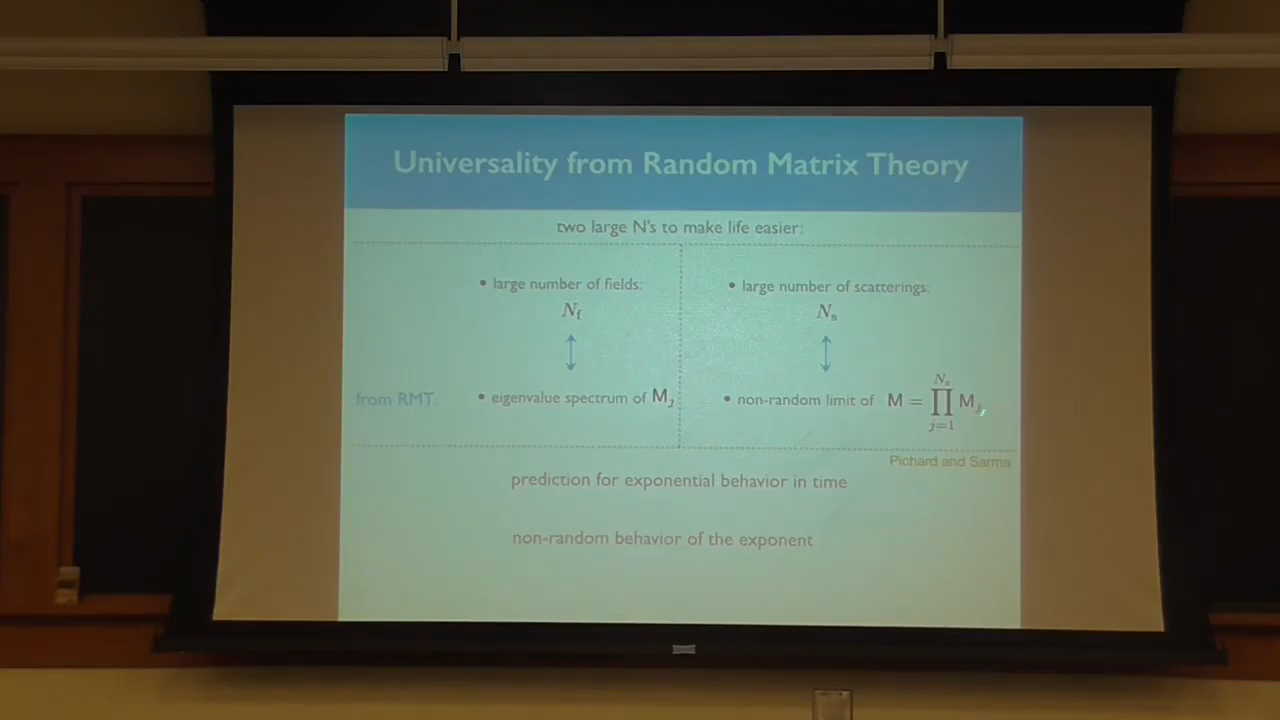 Universality from Random Matrix Theory
two large N's to make life easier:
• large number of fields:
N_f
• large number of scatterings:
N_s
from RMT:
• eigenvalue spectrum of M_j
• non-random limit of M = ∏_{j=1}^{N_s} M_j
Pichard and Sarma
prediction for exponential behavior in time
non-random behavior of the exponent